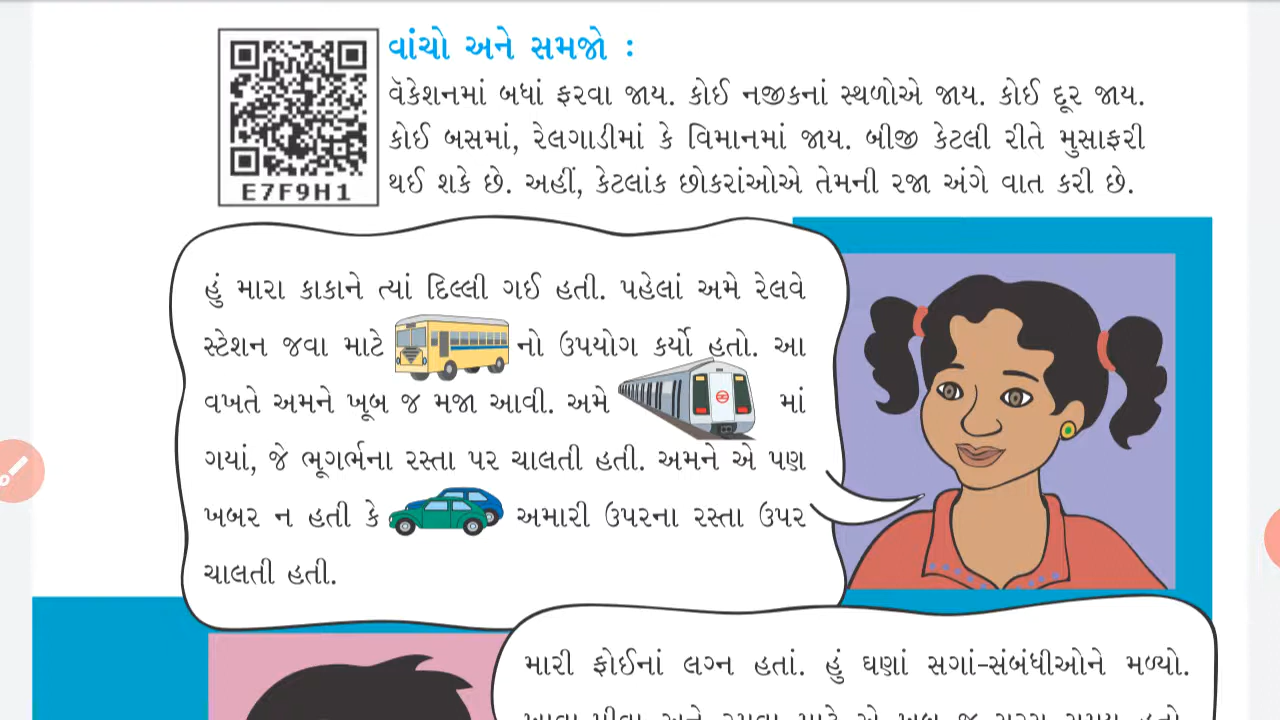 વાંચો અને સમજો :
વૅકેશનમાં બધાં ફરવા જાય. કોઈ નજીકનાં સ્થળોએ જાય. કોઈ દૂર જાય.
કોઈ બસમાં, રેલગાડીમાં કે વિમાનમાં જાય. બીજી કેટલી રીતે મુસાફરી
થઈ શકે છે. અહીં, કેટલાંક છોકરાંઓએ તેમની રજા અંગે વાત કરી છે.
E7F9H1
હું મારા કાકાને ત્યાં દિલ્લી ગઈ હતી. પહેલાં અમે રેલવે
સ્ટેશન જવા માટે નો ઉપયોગ કર્યો હતો. આ
વખતે અમને ખૂબ જ મજા આવી. અમે માં
ગયાં, જે ભૂગર્ભના રસ્તા પર ચાલતી હતી. અમને એ પણ
ખબર ન હતી કે અમારી ઉપરના રસ્તા ઉપર
ચાલતી હતી.
મારી ફોઈનાં લગ્ન હતાં. હું ઘણાં સગાં-સંબંધીઓને મળ્યો.